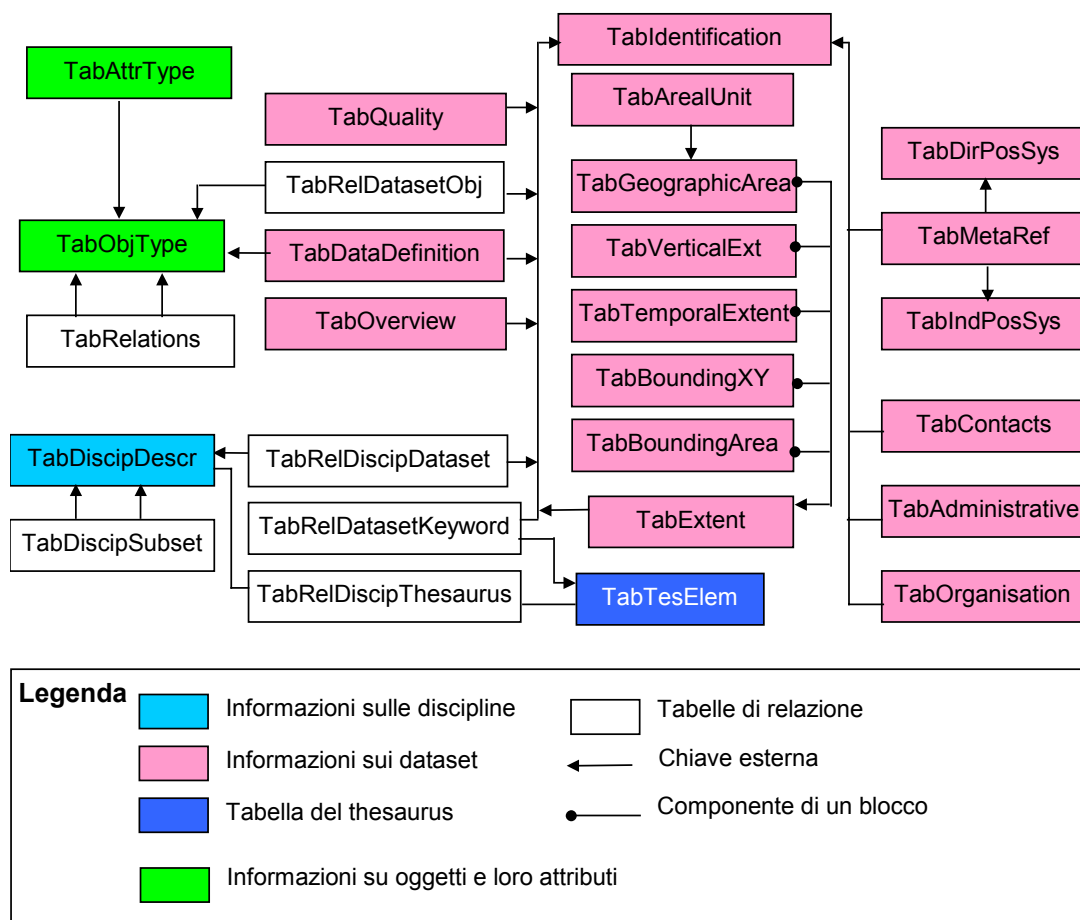 TabIdentification
TabAttrType
TabArealUnit
TabQuality
TabDirPosSys
TabRelDatasetObj
TabGeographicArea
TabObjType
TabDataDefinition
TabVerticalExt
TabMetaRef
TabOverview
TabTemporalExtent
TabIndPosSys
TabRelations
TabBoundingXY
TabContacts
TabDiscipDescr
TabRelDiscipDataset
TabBoundingArea
TabDiscipSubset
TabRelDatasetKeyword
TabExtent
TabAdministrative
TabRelDiscipThesaurus
TabTesElem
TabOrganisation
Legenda
Informazioni sulle discipline
Tabelle di relazione
Informazioni sui dataset
Chiave esterna
Tabella del thesaurus
Componente di un blocco
Informazioni su oggetti e loro attributi